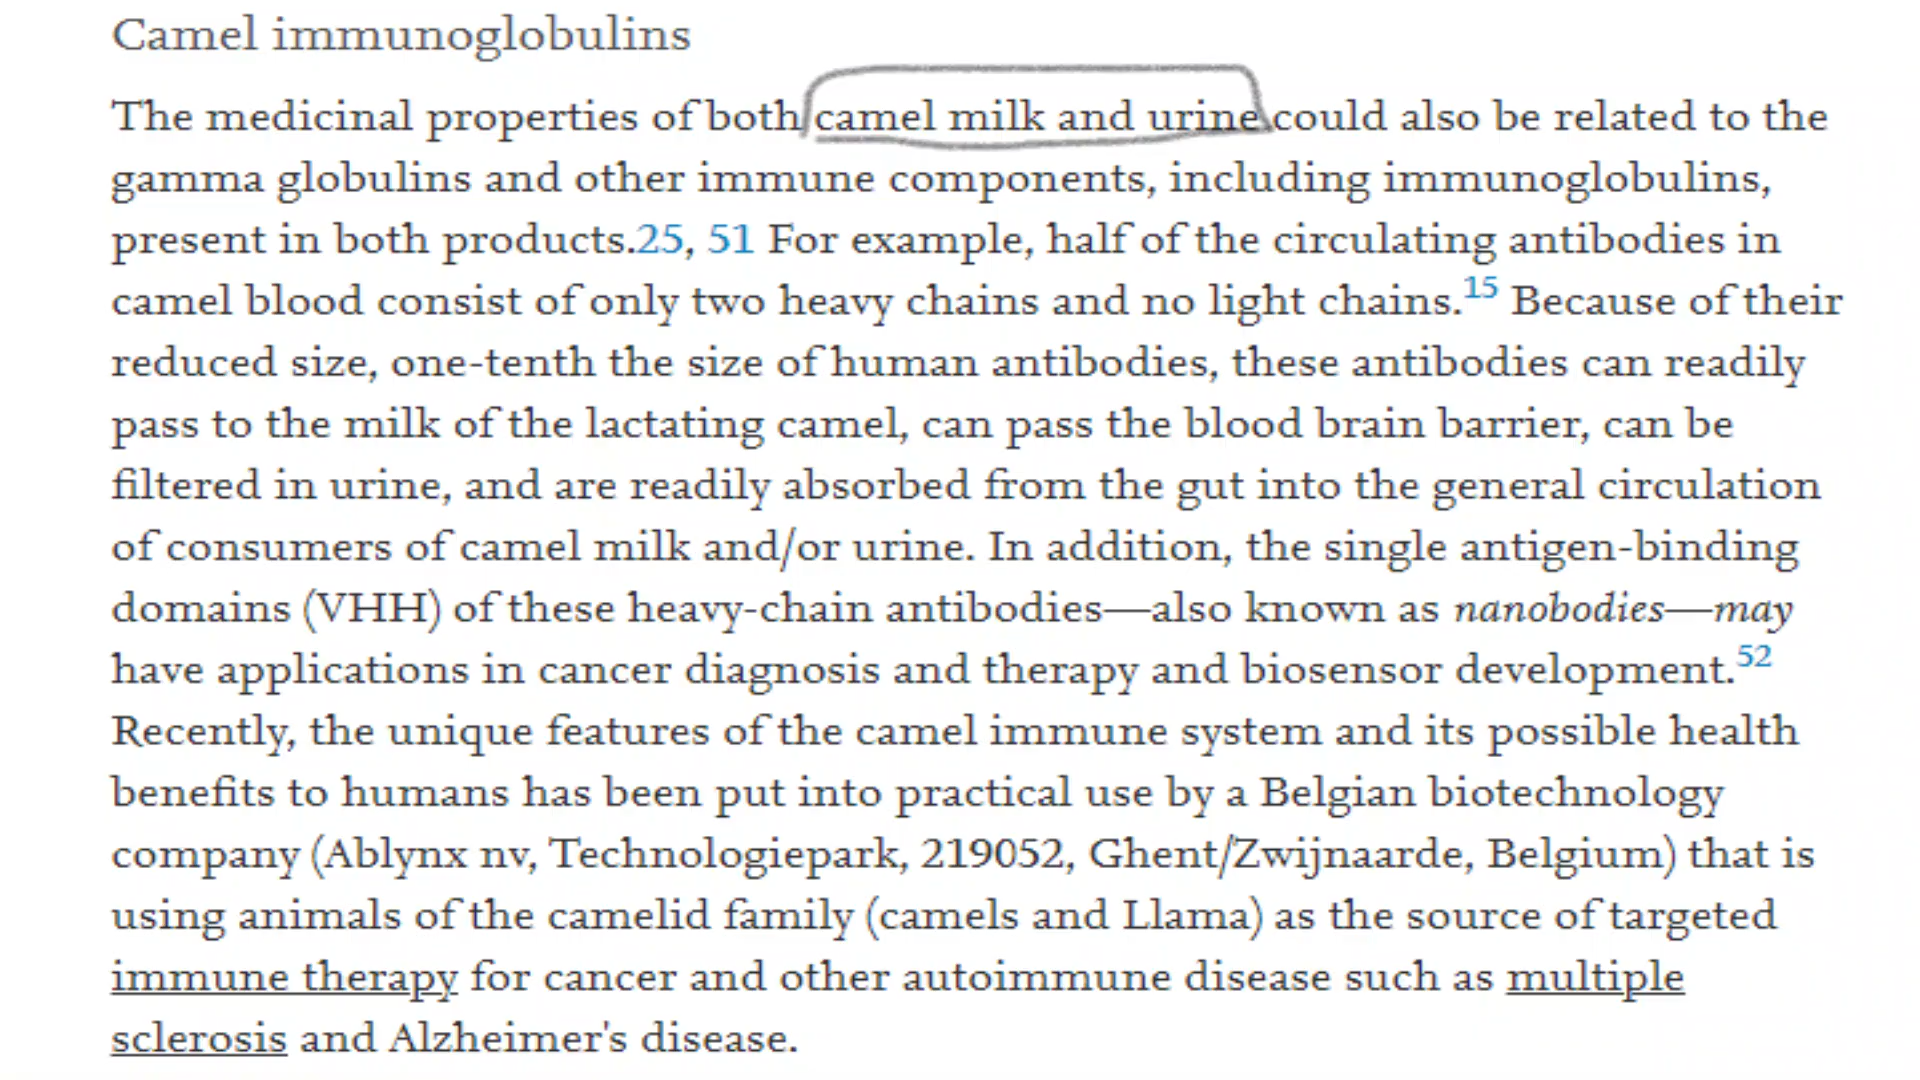 Camel immunoglobulins
The medicinal properties of both camel milk and urine could also be related to the
gamma globulins and other immune components, including immunoglobulins,
present in both products.25, 51 For example, half of the circulating antibodies in
camel blood consist of only two heavy chains and no light chains.15 Because of their
reduced size, one-tenth the size of human antibodies, these antibodies can readily
pass to the milk of the lactating camel, can pass the blood brain barrier, can be
filtered in urine, and are readily absorbed from the gut into the general circulation
of consumers of camel milk and/or urine. In addition, the single antigen-binding
domains (VHH) of these heavy-chain antibodies—also known as nanobodies—may
have applications in cancer diagnosis and therapy and biosensor development.52
Recently, the unique features of the camel immune system and its possible health
benefits to humans has been put into practical use by a Belgian biotechnology
company (Ablynx nv, Technologiepark, 219052, Ghent/Zwijnaarde, Belgium) that is
using animals of the camelid family (camels and Llama) as the source of targeted
immune therapy for cancer and other autoimmune disease such as multiple
sclerosis and Alzheimer's disease.